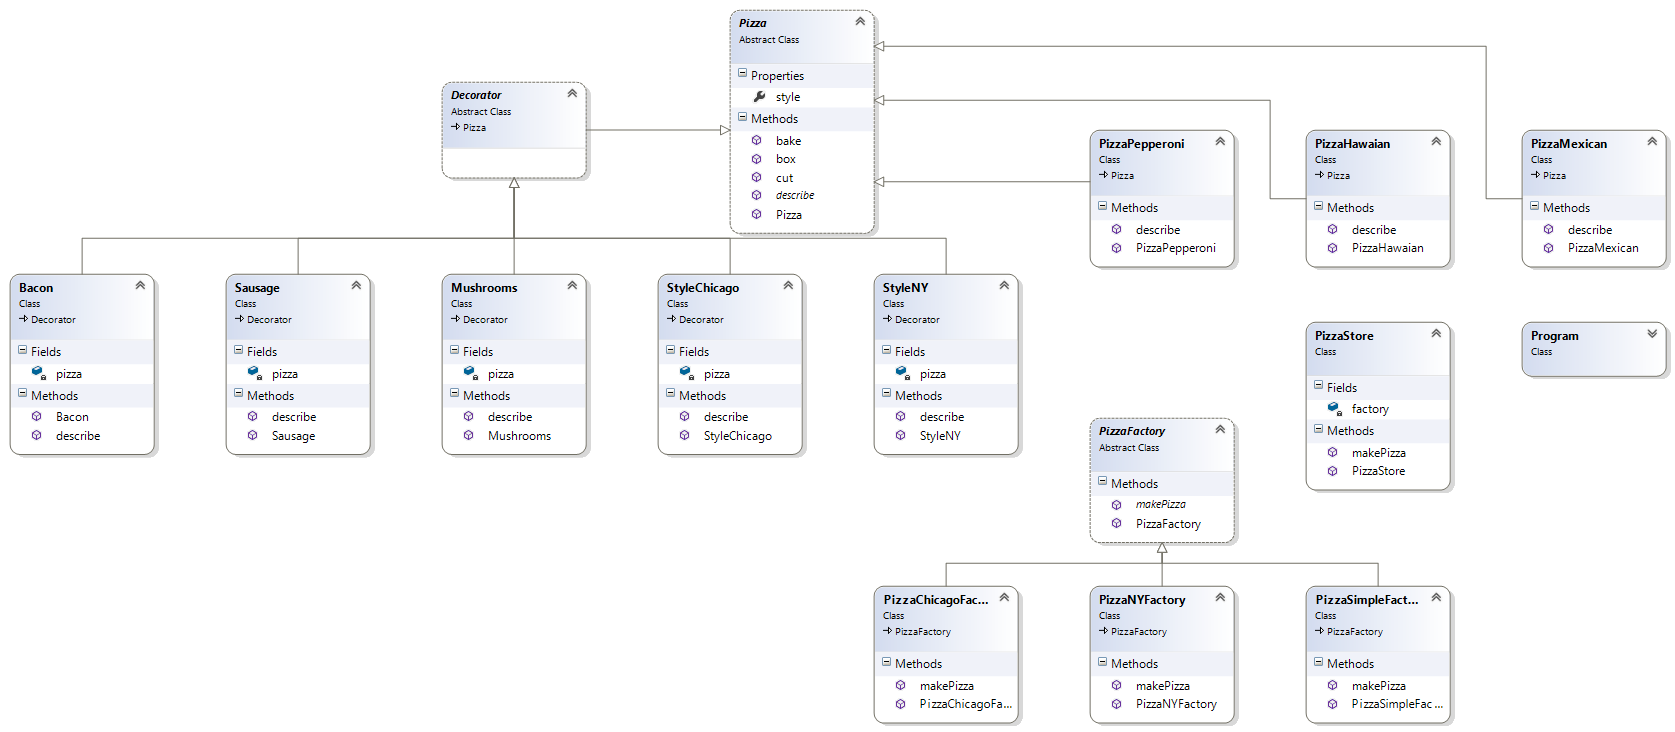 Pizza
Abstract Class
Properties
style
Methods
bake
box
cut
describe
Pizza
Decorator
Abstract Class
Pizza
PizzaPepperoni
Class
Pizza
Methods
describe
PizzaPepperoni
PizzaHawaian
Class
Pizza
Methods
describe
PizzaHawaian
PizzaMexican
Class
Pizza
Methods
describe
PizzaMexican
Bacon
Class
Decorator
Fields
pizza
Methods
Bacon
describe
Sausage
Class
Decorator
Fields
pizza
Methods
describe
Sausage
Mushrooms
Class
Decorator
Fields
pizza
Methods
describe
Mushrooms
StyleChicago
Class
Decorator
Fields
pizza
Methods
describe
StyleChicago
StyleNY
Class
Decorator
Fields
pizza
Methods
describe
StyleNY
PizzaStore
Class
Fields
factory
Methods
makePizza
PizzaStore
Program
Class
PizzaFactory
Abstract Class
Methods
makePizza
PizzaFactory
PizzaChicagoFac...
Class
PizzaFactory
Methods
makePizza
PizzaChicagoFa...
PizzaNYFactory
Class
PizzaFactory
Methods
makePizza
PizzaNYFactory
PizzaSimpleFact...
Class
PizzaFactory
Methods
makePizza
PizzaSimpleFac...